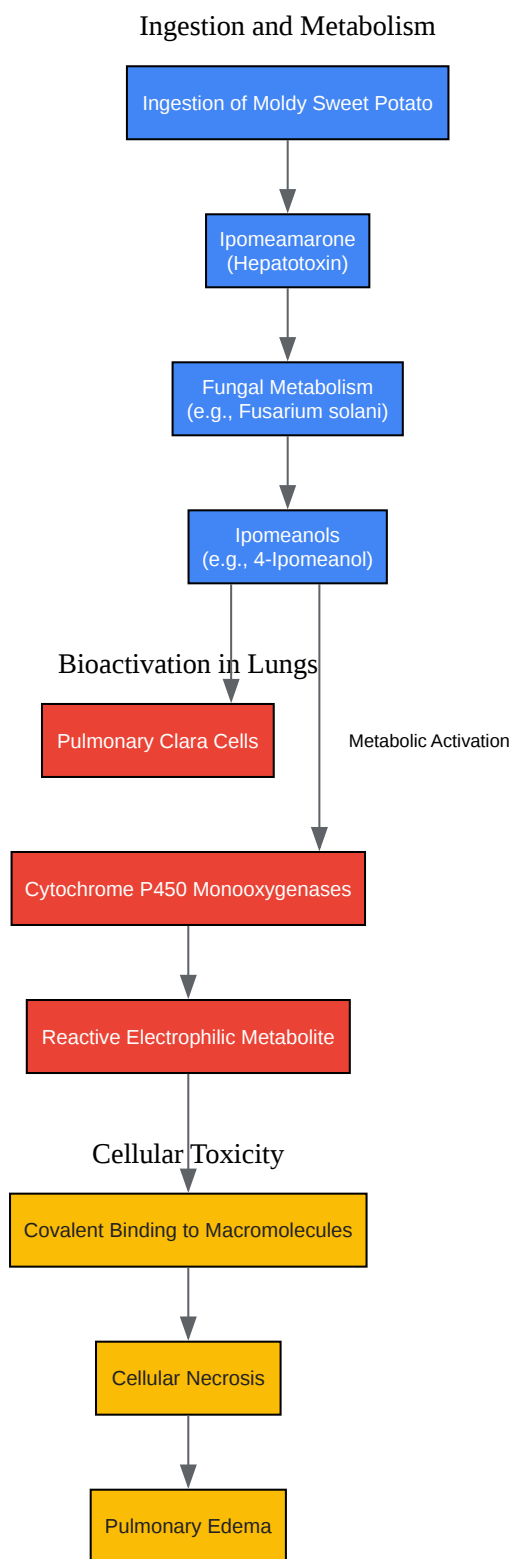 Ingestion and Metabolism
Ingestion of Moldy Sweet Potato
Ipomeamarone
(Hepatotoxin)
Fungal Metabolism
(e.g., Fusarium solani)
Ipomeanols
(e.g., 4-Ipomeanol)
Bioactivation in Lungs
Pulmonary Clara Cells
Metabolic Activation
Cytochrome P450 Monooxygenases
Reactive Electrophilic Metabolite
Cellular Toxicity
Covalent Binding to Macromolecules
Cellular Necrosis
Pulmonary Edema